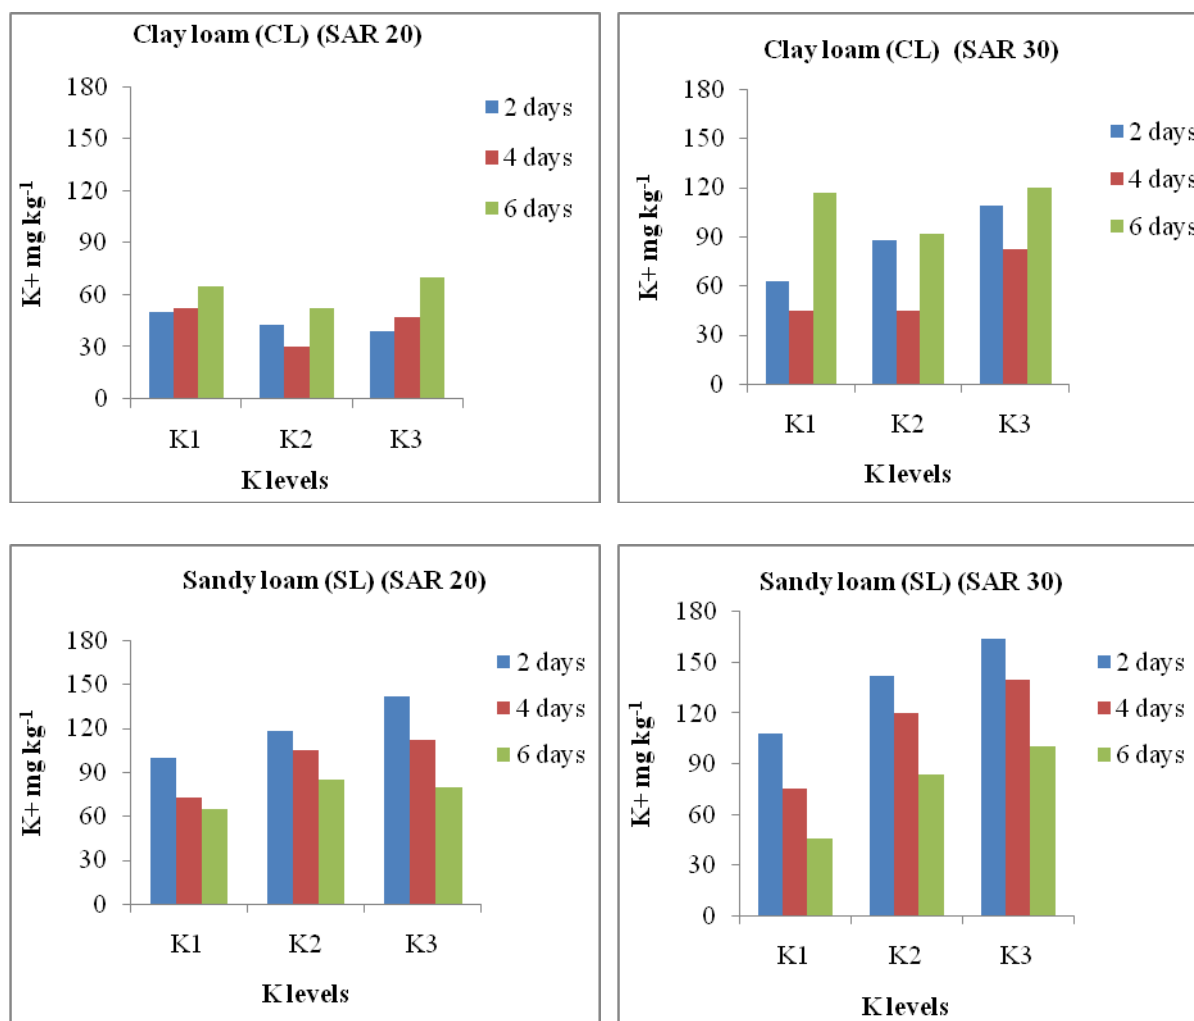 Clay loam (CL) (SAR 20)
180
150
120
90
60
30
0
K+ mg kg-1
K1 K2 K3
K levels
2 days
4 days
6 days
Clay loam (CL) (SAR 30)
180
150
120
90
60
30
0
K+ mg kg-1
K1 K2 K3
K levels
2 days
4 days
6 days
Sandy loam (SL) (SAR 20)
180
150
120
90
60
30
0
K+ mg kg-1
K1 K2 K3
K levels
2 days
4 days
6 days
Sandy loam (SL) (SAR 30)
180
150
120
90
60
30
0
K+ mg kg-1
K1 K2 K3
K levels
2 days
4 days
6 days